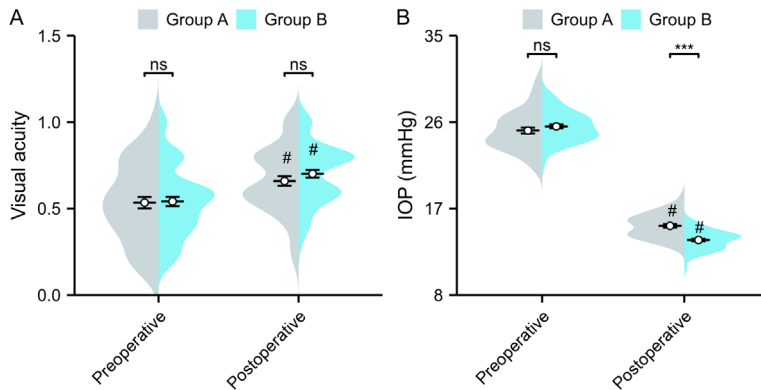 A
Group A
Group B
1.5
1.0
0.5
0.0
Visual acuity
ns
ns
#
#
Preoperative
Postoperative
B
Group A
Group B
35
26
17
8
IOP (mmHg)
ns
***
#
#
Preoperative
Postoperative